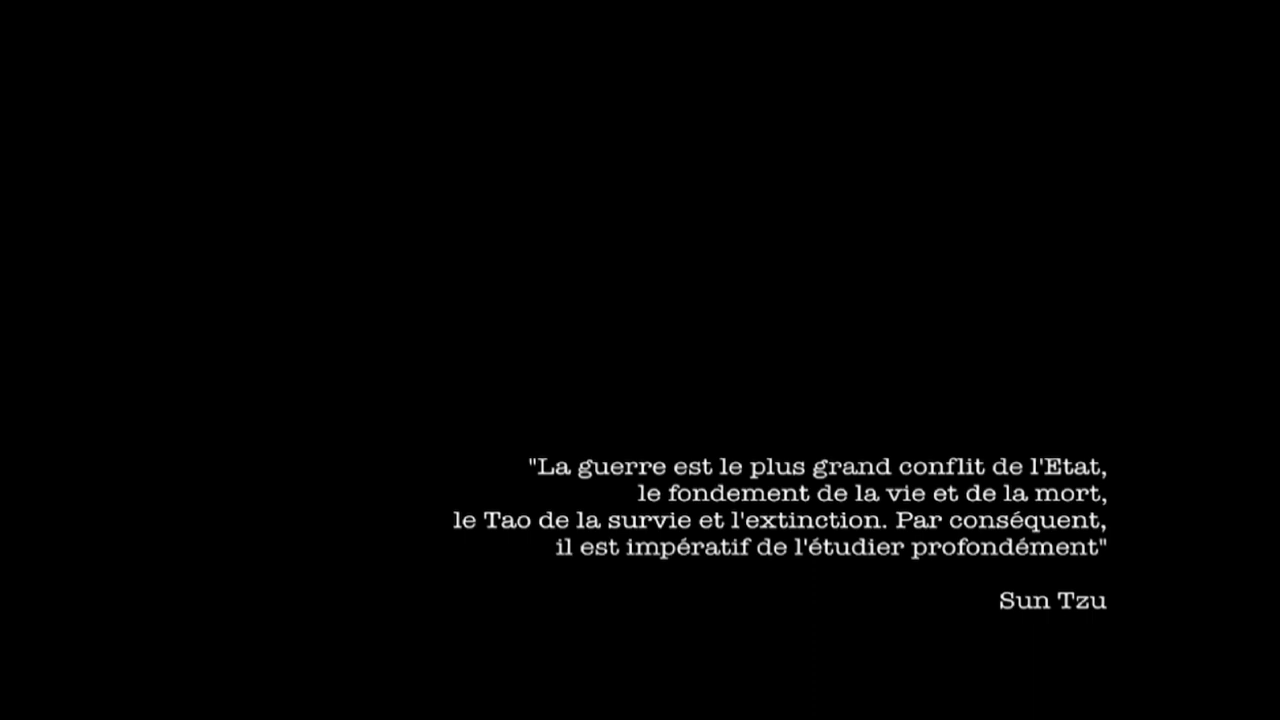 "La guerre est le plus grand conflit de l'Etat,
le fondement de la vie et de la mort,
le Tao de la survie et l'extinction. Par conséquent,
il est impératif de l'étudier profondément"
Sun Tzu